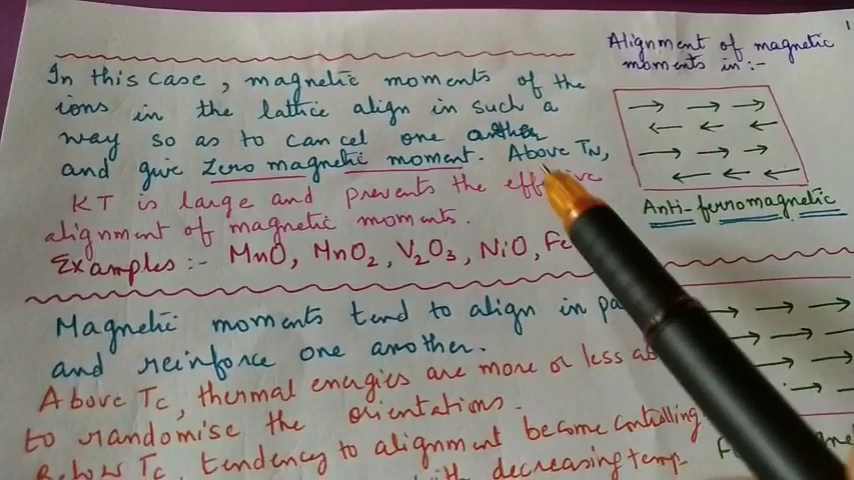 In this case, magnetic moments of the
ions in the lattice align in such a
way so as to cancel one another
and give zero magnetic moment. Above TN,
KT is large and prevents the effective
alignment of magnetic moments.
Examples :- MnO, MnO2, V2O3, NiO,
Alignment of magnetic
moments in :-
Anti-ferromagnetic
Magnetic moments tend to align in
and reinforce one another.
Above Tc, thermal energies are more or less
to randomise the orientations.
Below Tc, tendency to alignment become controlling
decreasing temp.